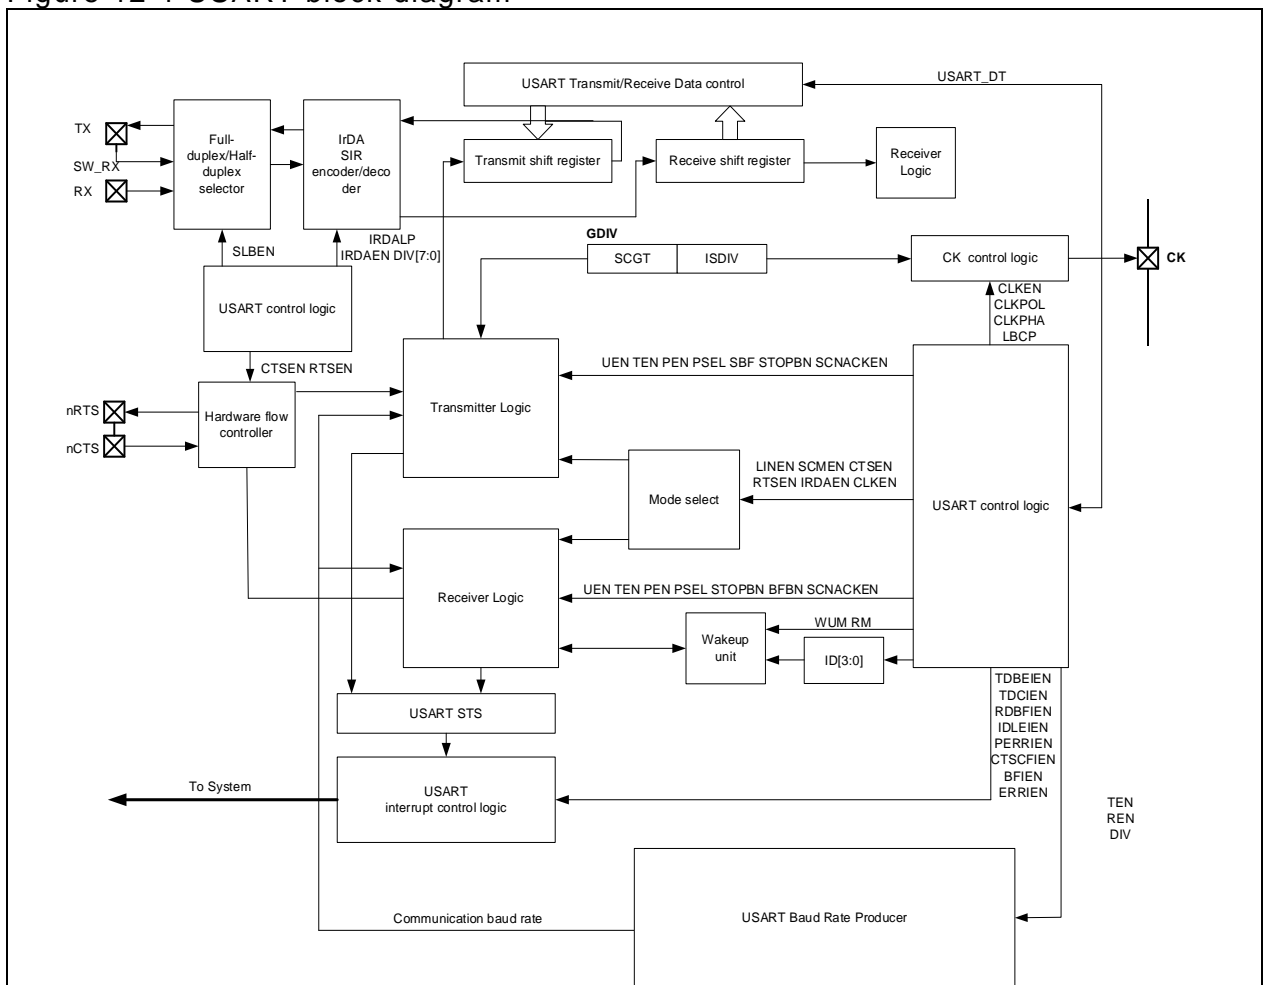 Figure 12-1 USART block diagram
USART Transmit/Receive Data control
USART_DT
TX
SW_RX
RX
Full-
duplex/Half-
duplex
selector
IrDA
SIR
encoder/deco
der
Transmit shift register
Receive shift register
Receiver
Logic
SLBEN
IRDALP
IRDAEN DIV[7:0]
GDIV
SCGT
ISDIV
CK control logic
CK
USART control logic
CLKEN
CLKPOL
CLKPHA
LBCP
CTSEN RTSEN
UEN TEN PEN PSEL SBF STOPBN SCNACKEN
nRTS
nCTS
Hardware flow
controller
Transmitter Logic
LINEN SCMEN CTSEN
RTSEN IRDAEN CLKEN
Mode select
USART control logic
Receiver Logic
UEN TEN PEN PSEL STOPBN BFBN SCNACKEN
WUM RM
Wakeup
unit
ID[3:0]
TDBEIEN
TDCIEN
RDBFIEN
IDLEIEN
PERRIEN
CTSCFIEN
BFIEN
ERRIEN
USART STS
To System
USART
interrupt control logic
TEN
REN
DIV
Communication baud rate
USART Baud Rate Producer